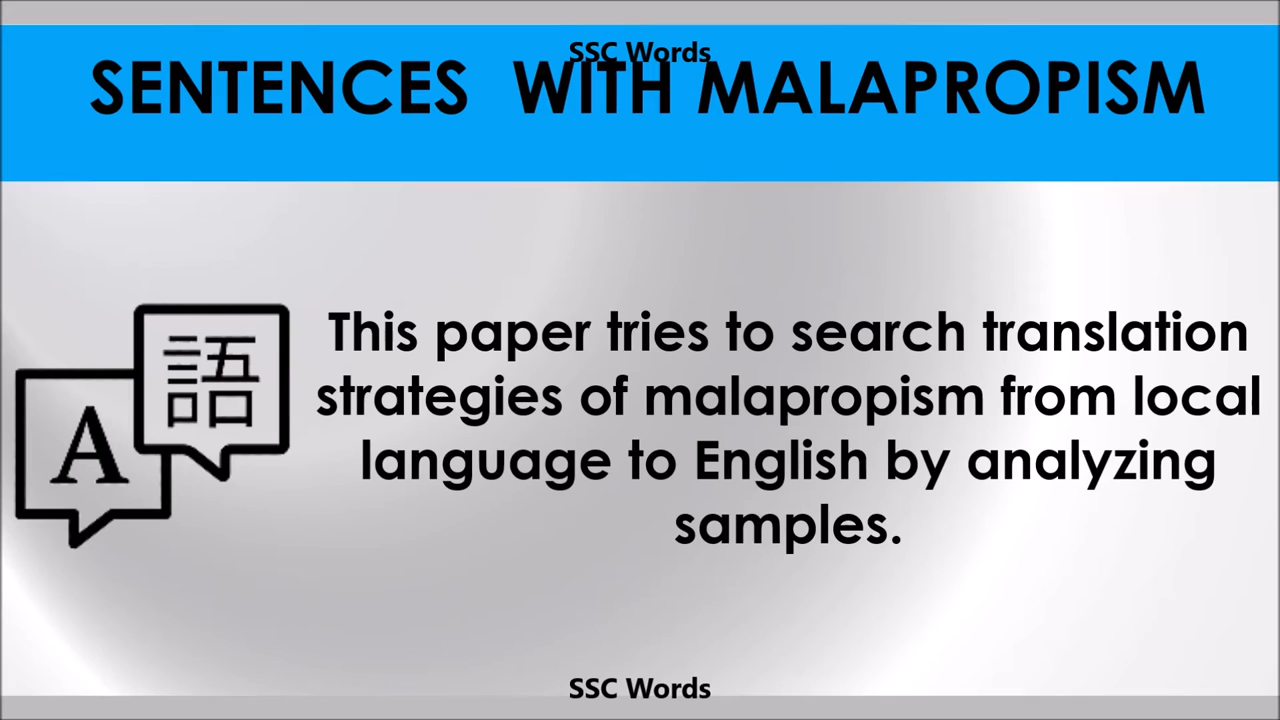 SSC Words
SENTENCES WITH MALAPROPISM
語
A
This paper tries to search translation
strategies of malapropism from local
language to English by analyzing
samples.
SSC Words